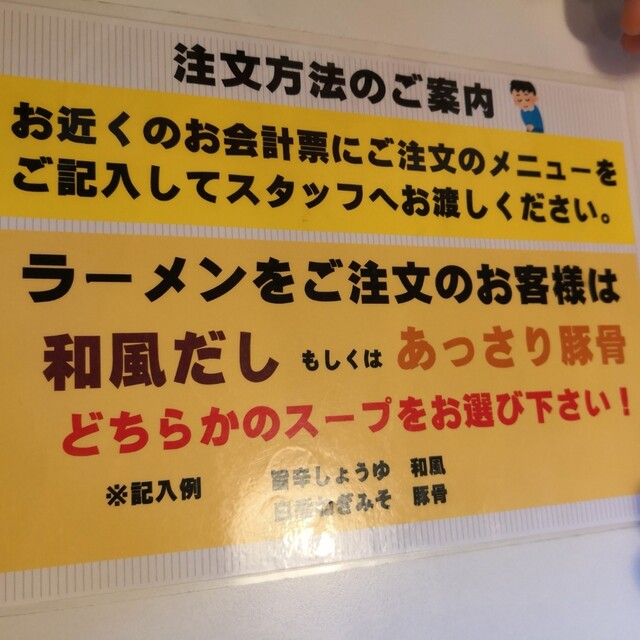 注文方法のご案内
お近くのお会計票にご注文のメニューを
ご記入してスタッフへお渡しください。
ラーメンをご注文のお客様は
和風だし もしくは あっさり豚骨
どちらかのスープをお選び下さい！
※記入例 旨辛しょうゆ 和風
ねぎみそ 豚骨